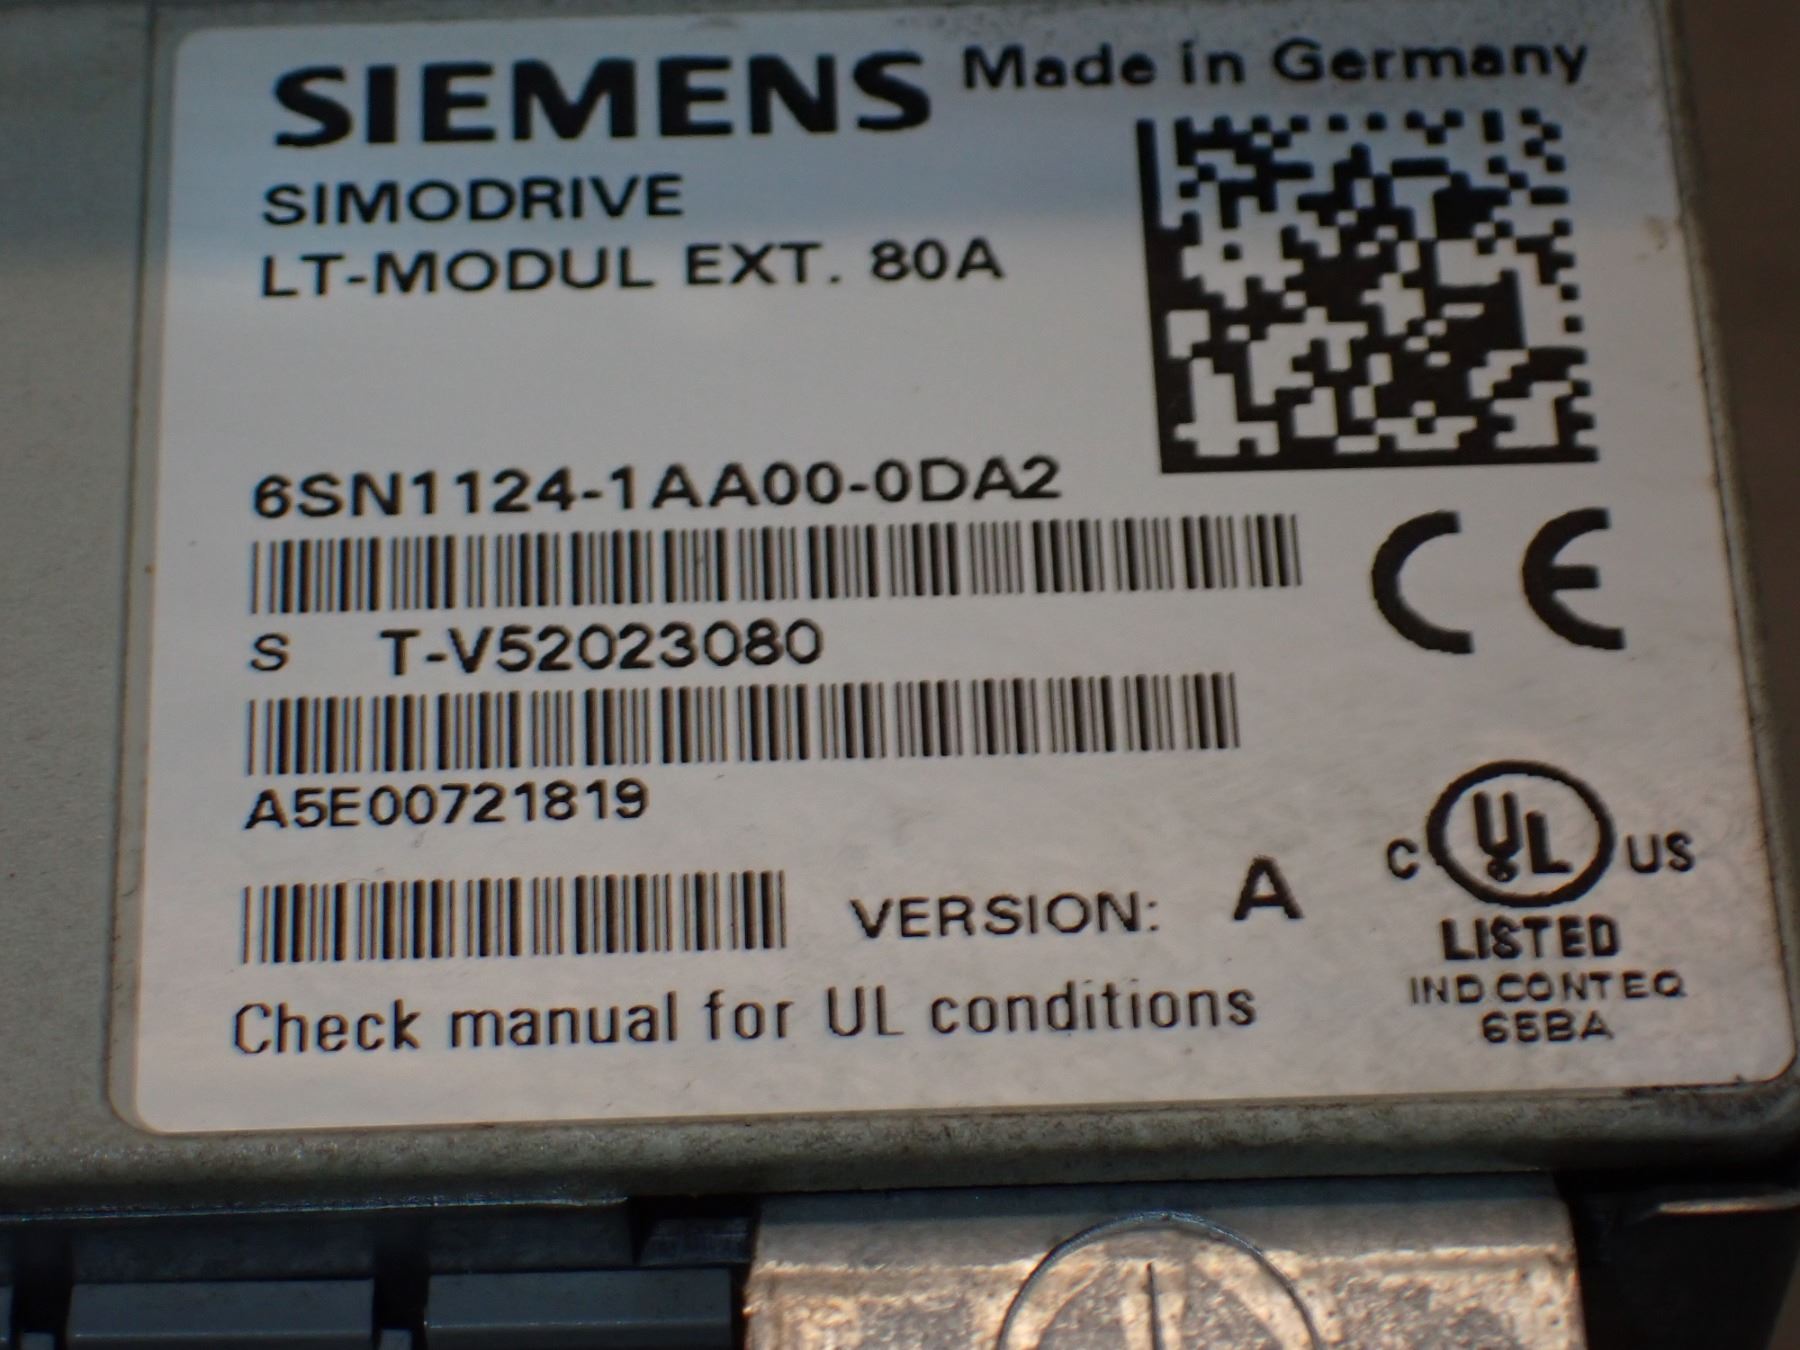 SIEMENS Made in Germany
SIMODRIVE
LT-MODUL EXT. 80A
6SN1124-1AA00-0DA2
CE
S T-V52023080
A5E00721819
VERSION: A
C UL US
LISTED
IND CONT EQ
65BA
Check manual for UL conditions